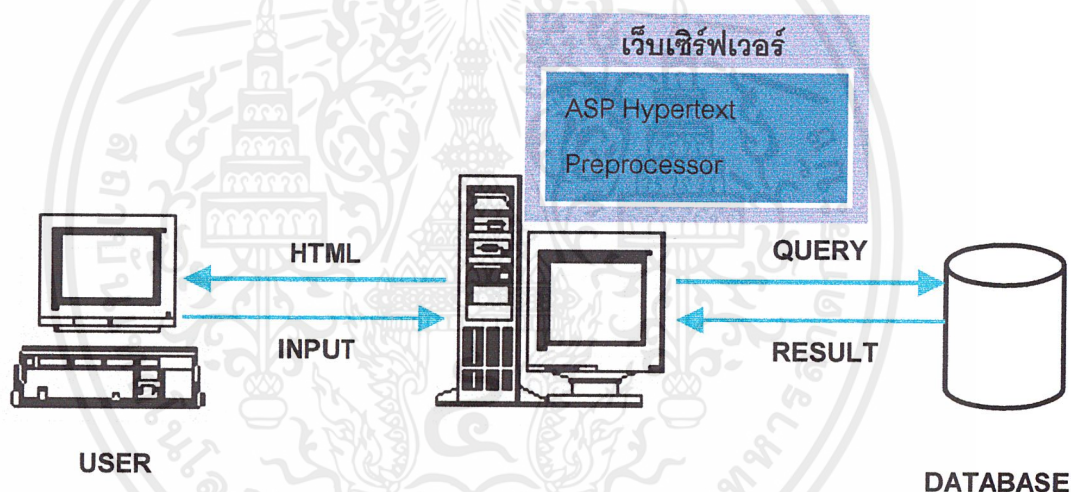 เว็บเซิร์ฟเวอร์
ASP Hypertext
Preprocessor
HTML
QUERY
INPUT
RESULT
USER
DATABASE